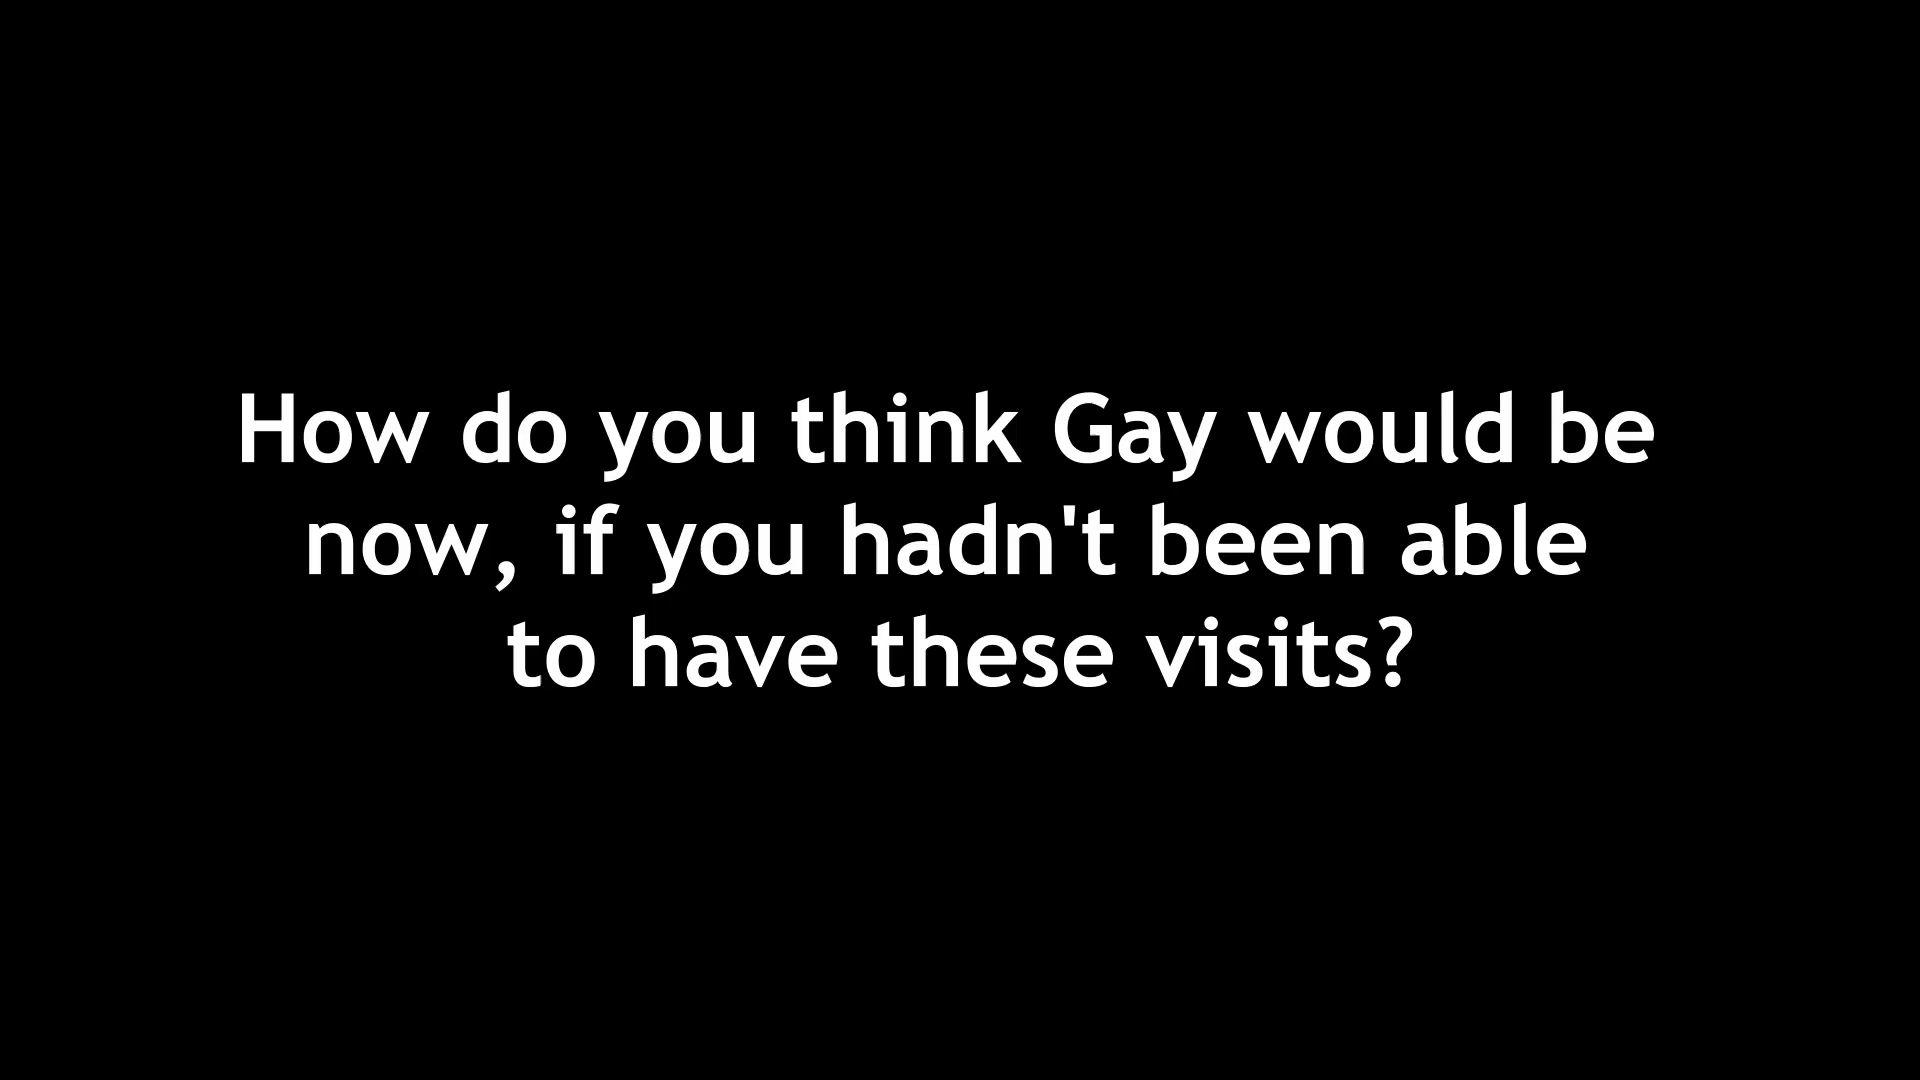 How do you think Gay would be
now, if you hadn't been able
to have these visits?